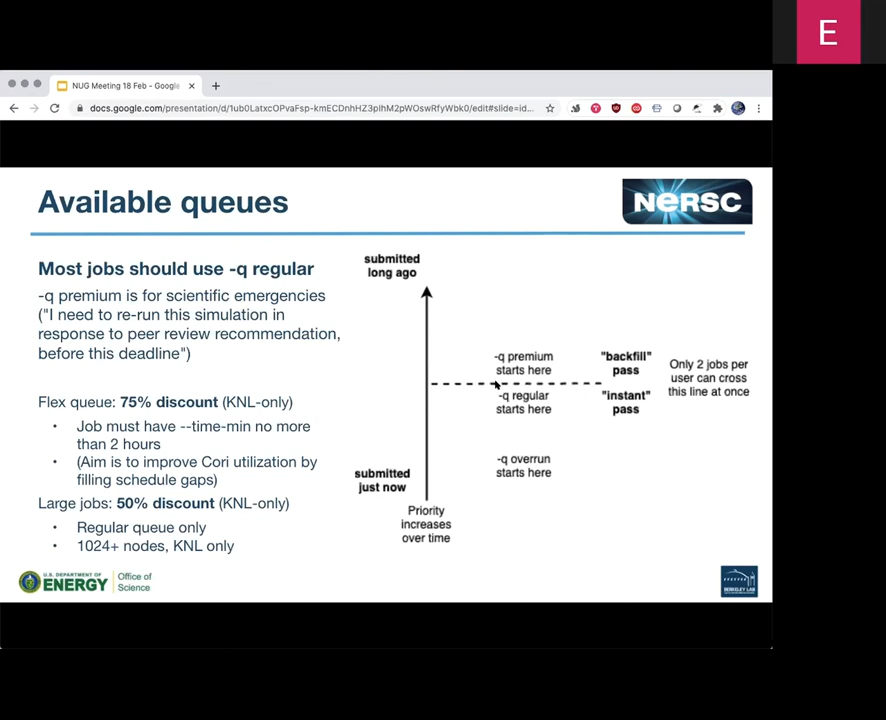 E
NUG Meeting 18 Feb - Google
docs.google.com/presentation/d/1ub0LatxcOPvaFsp-kmECDnhHZ3pIhM2pWOswRfyWbk0/edit#slide=id...
Available queues
NERSC
Most jobs should use -q regular
-q premium is for scientific emergencies
("I need to re-run this simulation in
response to peer review recommendation,
before this deadline")
Flex queue: 75% discount (KNL-only)
• Job must have --time-min no more
than 2 hours
• (Aim is to improve Cori utilization by
filling schedule gaps)
Large jobs: 50% discount (KNL-only)
• Regular queue only
• 1024+ nodes, KNL only
submitted
long ago
-q premium
starts here
"backfill"
pass
Only 2 jobs per
user can cross
this line at once
-q regular
starts here
"instant"
pass
-q overrun
starts here
submitted
just now
Priority
increases
over time
U.S. DEPARTMENT OF
ENERGY
Office of
Science
BERKELEY LAB